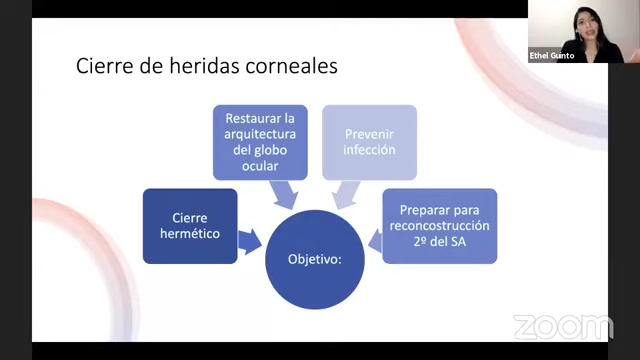 Cierre de heridas corneales
Restaurar la
arquitectura
del globo
ocular
Prevenir
infección
Cierre
hermético
Preparar para
reconcostrucción
2º del SA
Objetivo:
Ethel Guinto
zoom